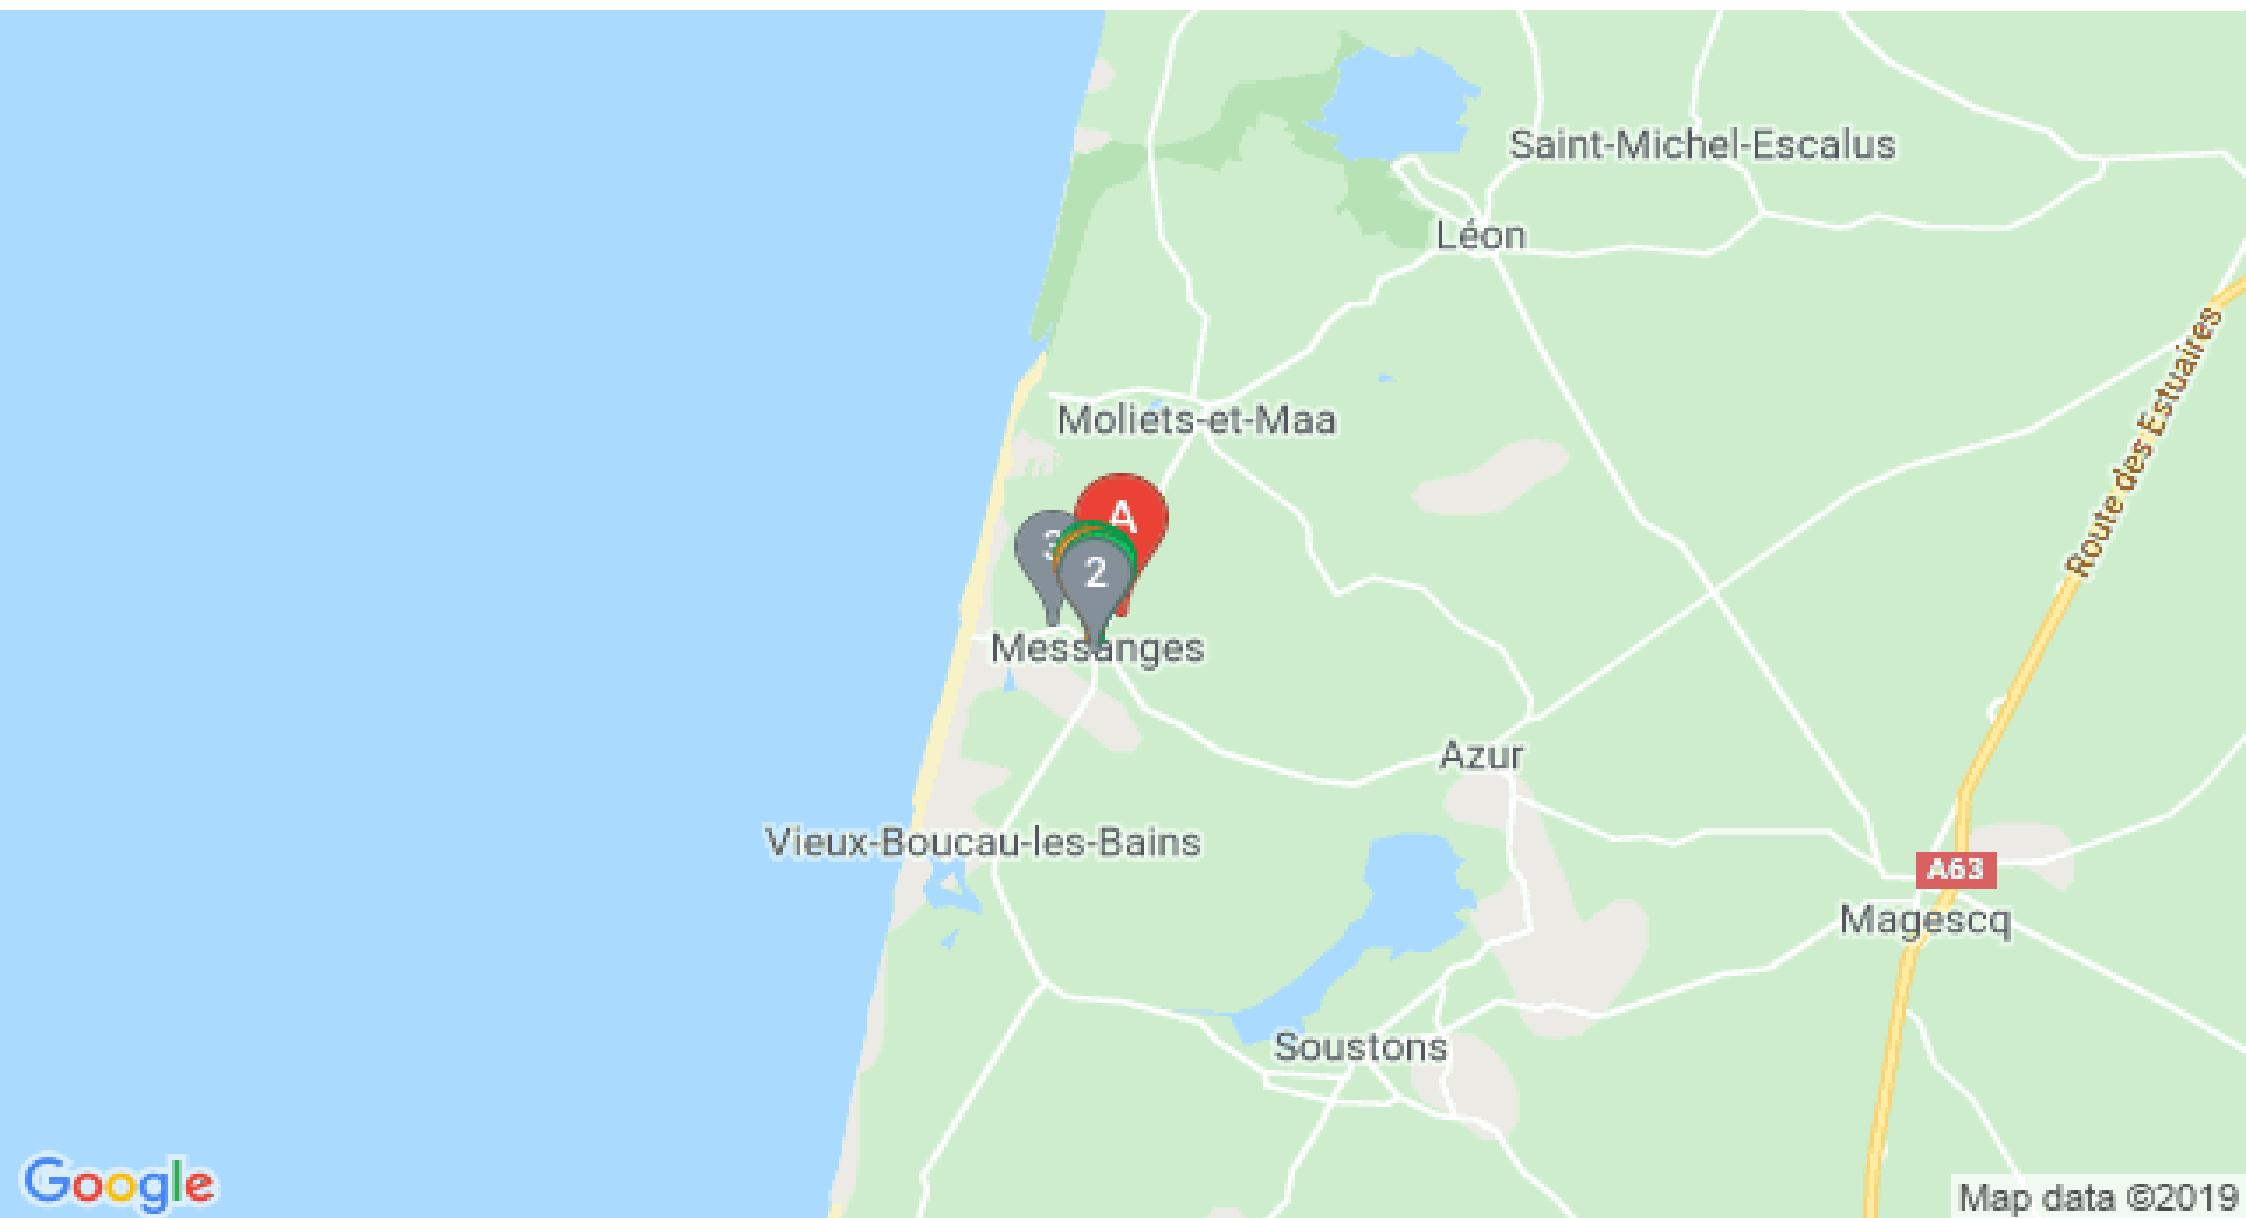 Saint-Michel-Escalus
Léon
Route des Estuaires
Moliets-et-Maa
A
3
2
Messanges
Azur
Vieux-Boucau-les-Bains
A63
Magescq
Soustons
Google
Map data ©2019